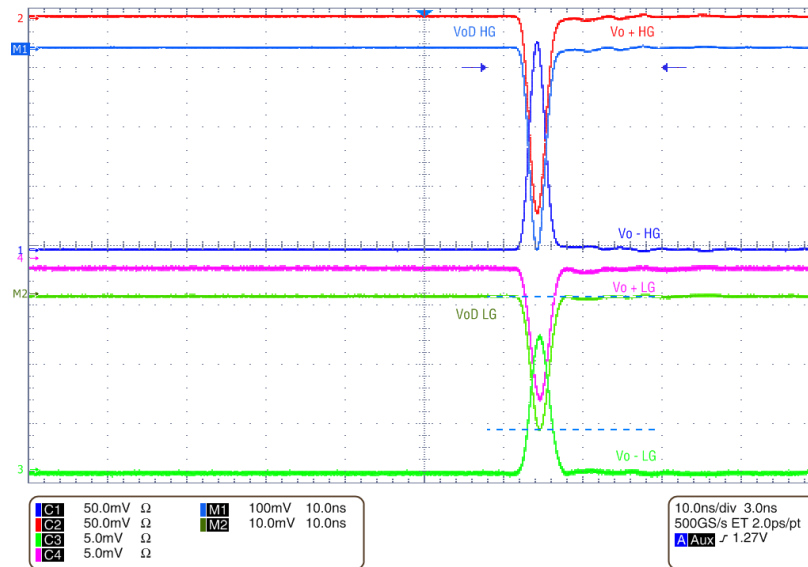 2
VoD HG
Vo + HG
M1
1
Vo - HG
4
Vo + LG
M2
VoD LG
Vo - LG
3
C1 50.0mV Ω M1 100mV 10.0ns
C2 50.0mV Ω M2 10.0mV 10.0ns
C3 5.0mV Ω
C4 5.0mV Ω
10.0ns/div 3.0ns
500GS/s ET 2.0ps/pt
A Aux 1.27V